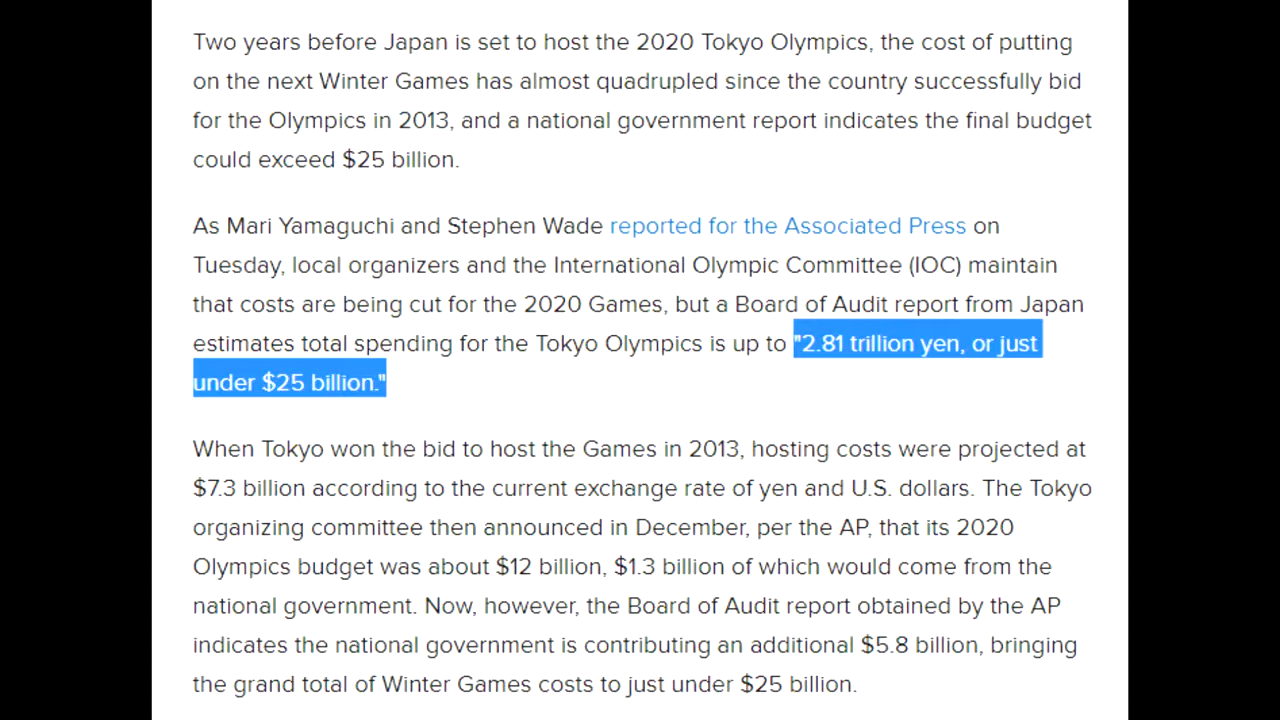 Two years before Japan is set to host the 2020 Tokyo Olympics, the cost of putting
on the next Winter Games has almost quadrupled since the country successfully bid
for the Olympics in 2013, and a national government report indicates the final budget
could exceed $25 billion.
As Mari Yamaguchi and Stephen Wade reported for the Associated Press on
Tuesday, local organizers and the International Olympic Committee (IOC) maintain
that costs are being cut for the 2020 Games, but a Board of Audit report from Japan
estimates total spending for the Tokyo Olympics is up to "2.81 trillion yen, or just
under $25 billion."
When Tokyo won the bid to host the Games in 2013, hosting costs were projected at
$7.3 billion according to the current exchange rate of yen and U.S. dollars. The Tokyo
organizing committee then announced in December, per the AP, that its 2020
Olympics budget was about $12 billion, $1.3 billion of which would come from the
national government. Now, however, the Board of Audit report obtained by the AP
indicates the national government is contributing an additional $5.8 billion, bringing
the grand total of Winter Games costs to just under $25 billion.